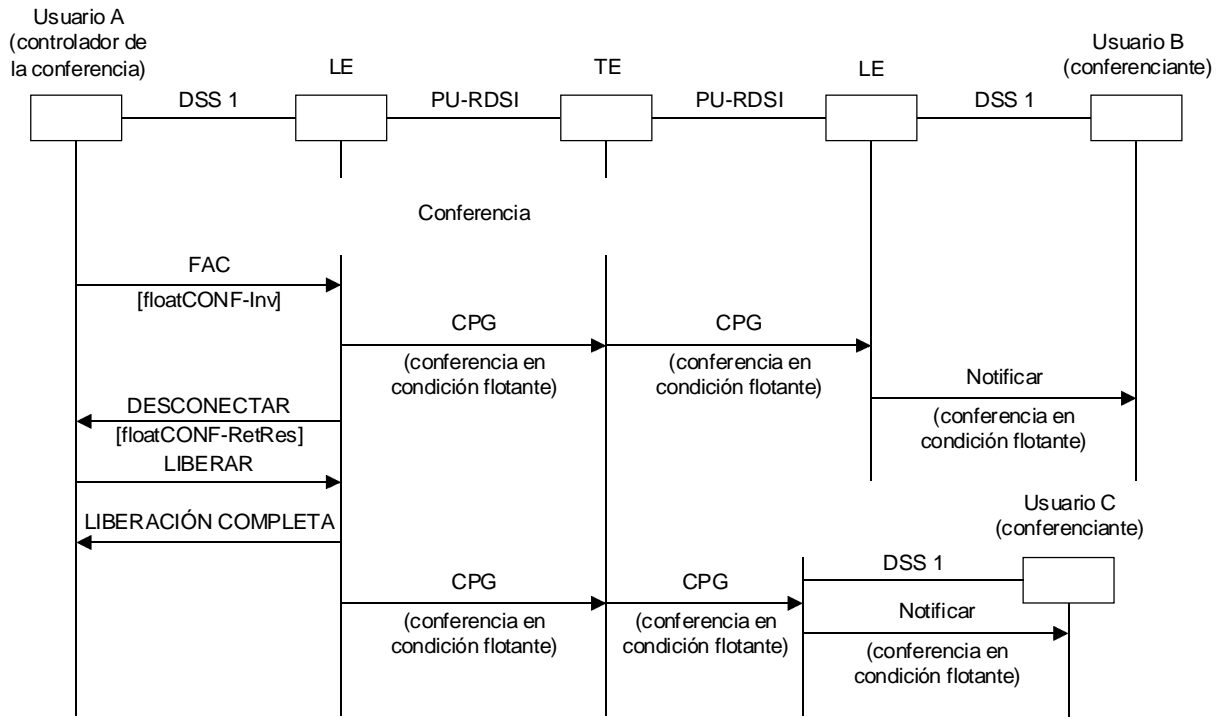 Usuario A
(controlador de
la conferencia)
LE
TE
LE
Usuario B
(conferenciante)
DSS 1
PU-RDSI
PU-RDSI
DSS 1
Conferencia
FAC
[floatCONF-Inv]
CPG
(conferencia en
condición flotante)
CPG
(conferencia en
condición flotante)
Notificar
(conferencia en
condición flotante)
DESCONECTAR
[floatCONF-RetRes]
LIBERAR
LIBERACIÓN COMPLETA
Usuario C
(conferenciante)
DSS 1
CPG
(conferencia en
condición flotante)
CPG
(conferencia en
condición flotante)
Notificar
(conferencia en
condición flotante)